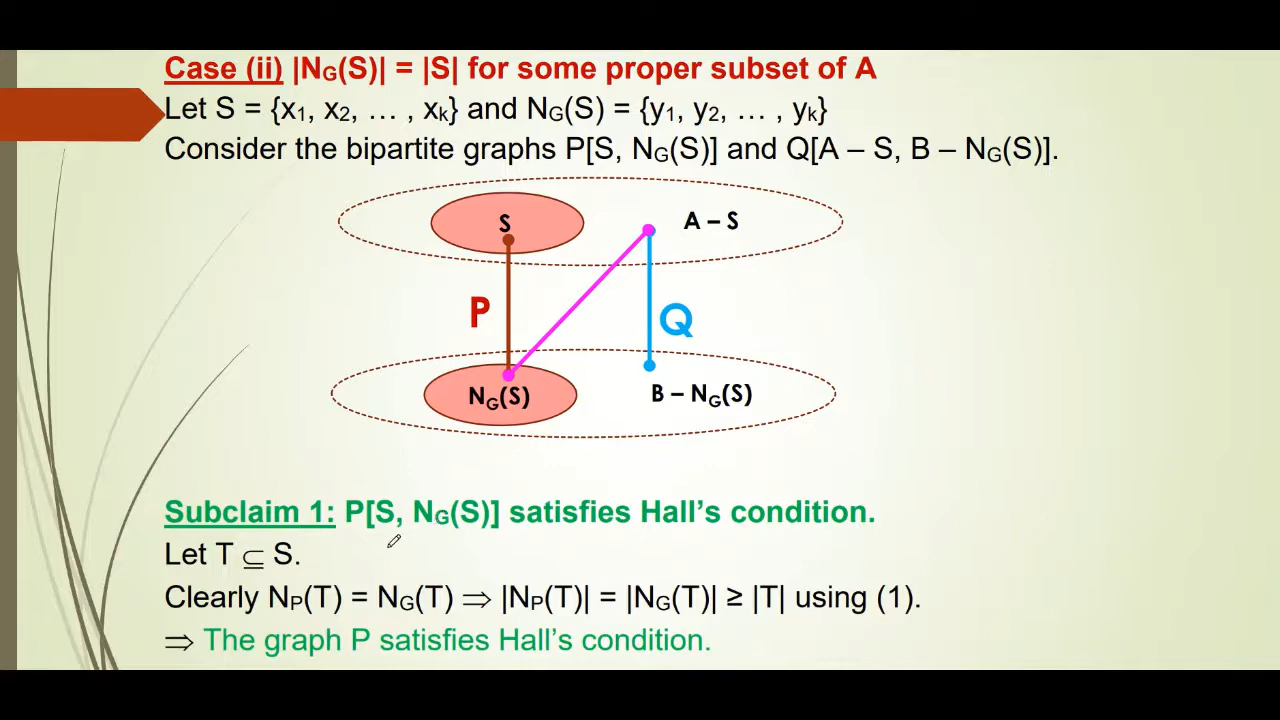 Case (ii) |NG(S)| = |S| for some proper subset of A
Let S = {x1, x2, … , xk} and NG(S) = {y1, y2, … , yk}
Consider the bipartite graphs P[S, NG(S)] and Q[A – S, B – NG(S)].
S
A – S
P
Q
NG(S)
B – NG(S)
Subclaim 1: P[S, NG(S)] satisfies Hall’s condition.
Let T ⊆ S.
Clearly NP(T) = NG(T) ⇒ |NP(T)| = |NG(T)| ≥ |T| using (1).
⇒ The graph P satisfies Hall’s condition.